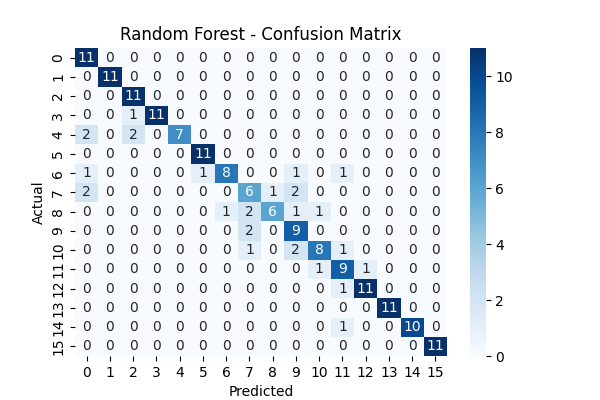 Random Forest - Confusion Matrix
0 11 0 0 0 0 0 0 0 0 0 0 0 0 0 0 0
1 0 11 0 0 0 0 0 0 0 0 0 0 0 0 0 0
2 0 0 11 0 0 0 0 0 0 0 0 0 0 0 0 0
3 0 0 1 11 0 0 0 0 0 0 0 0 0 0 0 0
4 2 0 2 0 7 0 0 0 0 0 0 0 0 0 0 0
5 0 0 0 0 0 11 0 0 0 0 0 0 0 0 0 0
6 1 0 0 0 0 1 8 0 0 1 0 1 0 0 0 0
7 2 0 0 0 0 0 0 6 1 2 0 0 0 0 0 0
8 0 0 0 0 0 0 1 2 6 1 1 0 0 0 0 0
9 0 0 0 0 0 0 0 2 0 9 0 0 0 0 0 0
10 0 0 0 0 0 0 0 1 0 2 8 1 0 0 0 0
11 0 0 0 0 0 0 0 0 0 0 1 9 1 0 0 0
12 0 0 0 0 0 0 0 0 0 0 0 1 11 0 0 0
13 0 0 0 0 0 0 0 0 0 0 0 0 0 11 0 0
14 0 0 0 0 0 0 0 0 0 0 0 1 0 0 10 0
15 0 0 0 0 0 0 0 0 0 0 0 0 0 0 0 11
0 1 2 3 4 5 6 7 8 9 10 11 12 13 14 15
Predicted
Actual
10
8
6
4
2
0